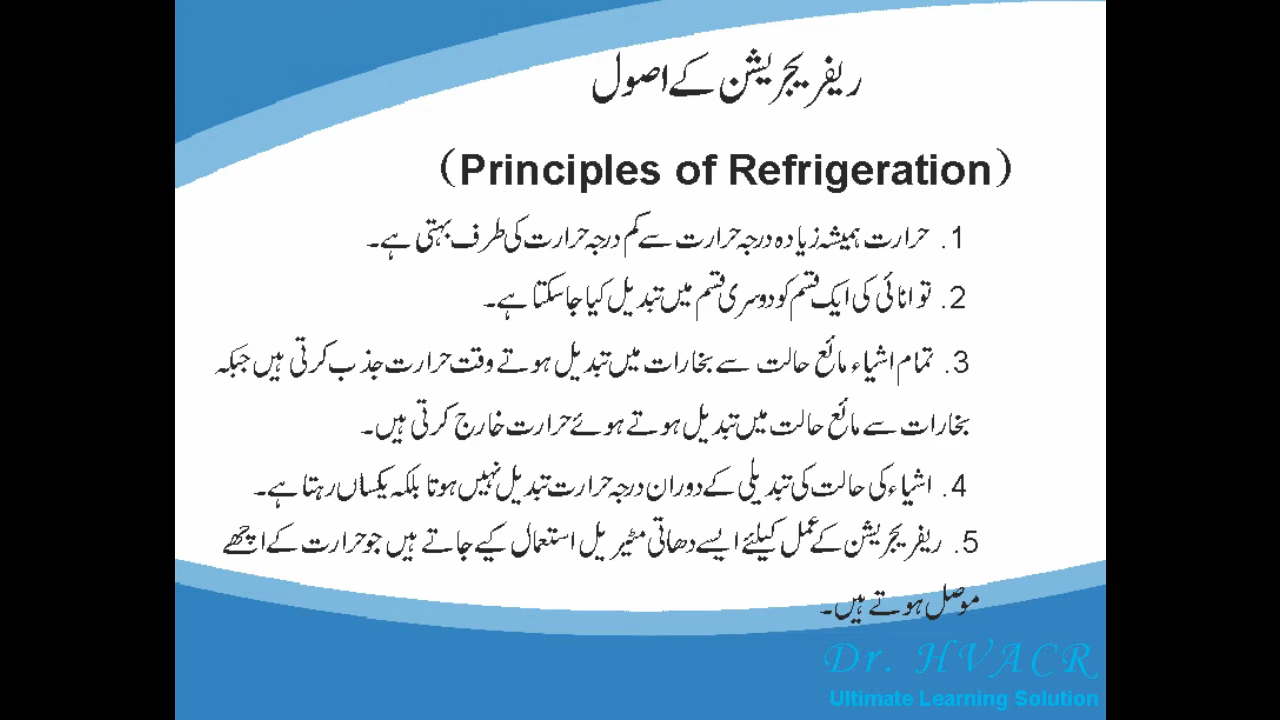 ریفریجریشن کے اصول
(Principles of Refrigeration)
1. حرارت ہمیشہ زیادہ درجہ حرارت سے کم درجہ حرارت کی طرف بہتی ہے۔
2. توانائی کی ایک قسم کو دوسری قسم میں تبدیل کیا جا سکتا ہے۔
3. تمام اشیاء مائع حالت سے بخارات میں تبدیل ہوتے وقت حرارت جذب کرتی ہیں جبکہ
بخارات سے مائع حالت میں تبدیل ہوتے ہوئے حرارت خارج کرتی ہیں۔
4. اشیاء کی حالت کی تبدیلی کے دوران درجہ حرارت تبدیل نہیں ہوتا بلکہ یکساں رہتا ہے۔
5. ریفریجریشن کے عمل کیلئے ایسے دھاتی مٹیریل استعمال کیے جاتے ہیں جو حرارت کے اچھے
موصل ہوتے ہیں۔
Dr. HVACR
Ultimate Learning Solution